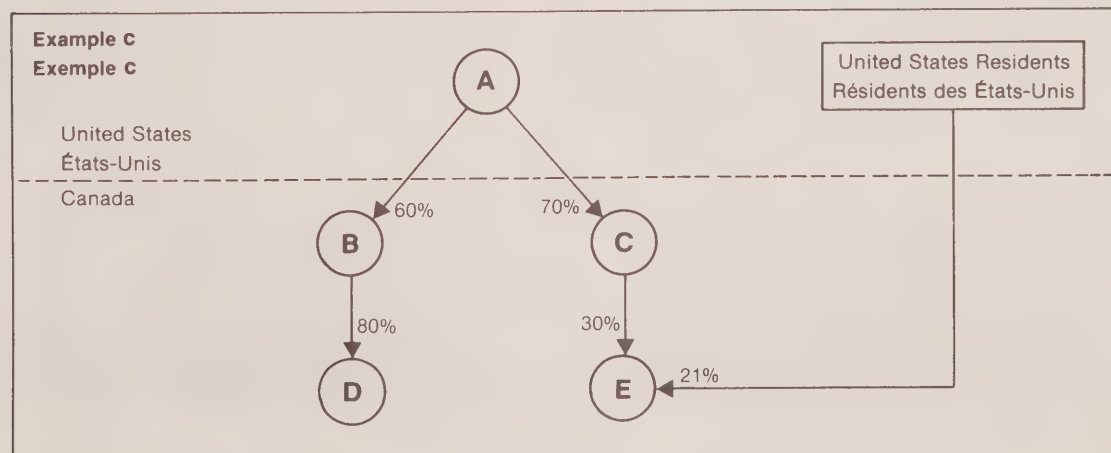 Example c
Exemple c
A
United States Residents
Résidents des États-Unis
United States
États-Unis
Canada
60%
70%
B
C
80%
30%
D
E
21%